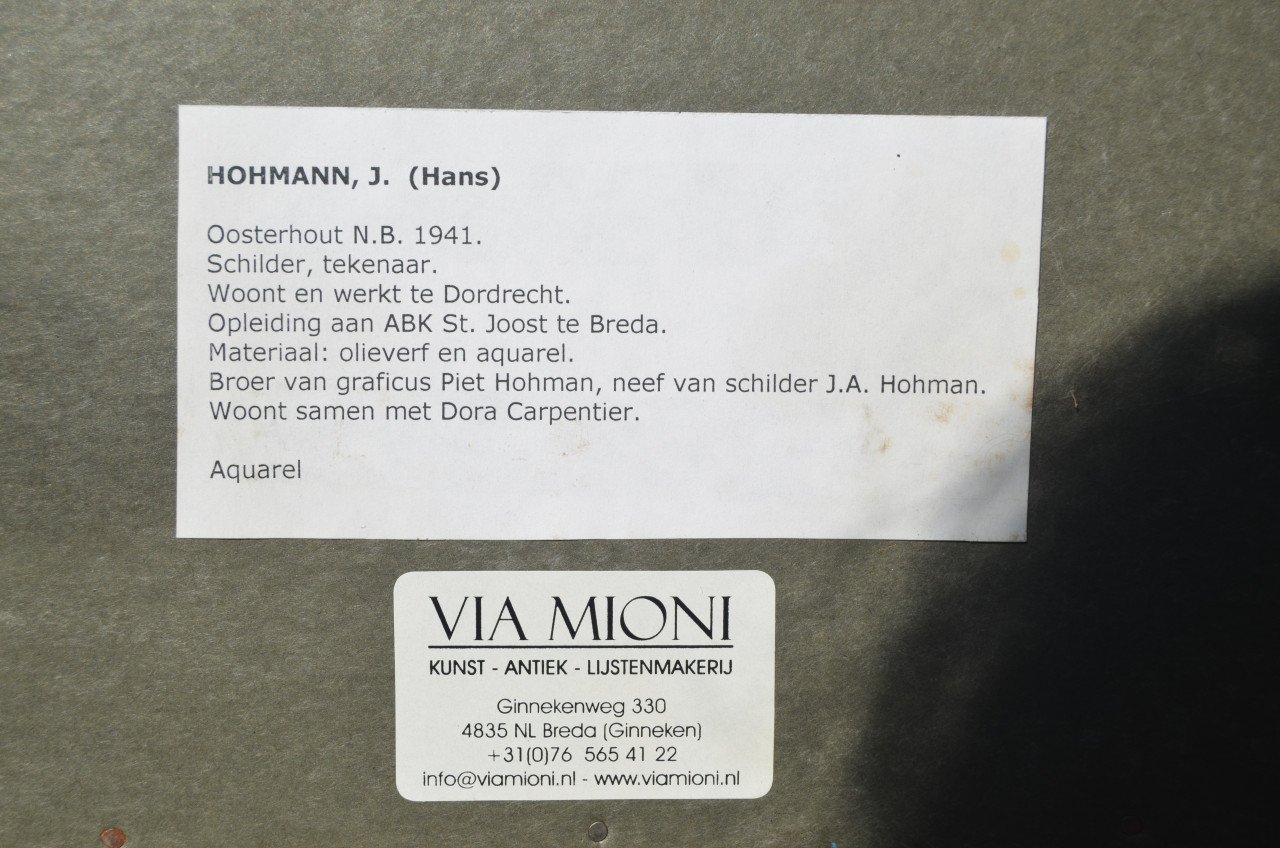 HOHMANN, J. (Hans)
Oosterhout N.B. 1941.
Schilder, tekenaar.
Woont en werkt te Dordrecht.
Opleiding aan ABK St. Joost te Breda.
Materiaal: olieverf en aquarel.
Broer van graficus Piet Hohman, neef van schilder J.A. Hohman.
Woont samen met Dora Carpentier.
Aquarel
VIA MIONI
KUNST - ANTIEK - LIJSTENMAKERIJ
Ginnekenweg 330
4835 NL Breda (Ginneken)
+31(0)76 565 41 22
info@viamioni.nl - www.viamioni.nl